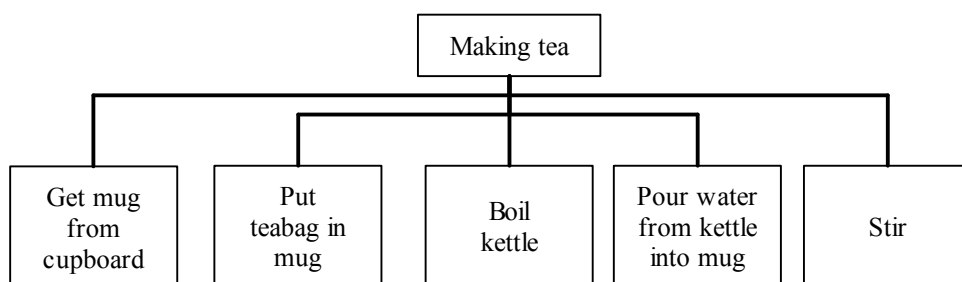 Making tea
Get mug
from
cupboard
Put
teabag in
mug
Boil
kettle
Pour water
from kettle
into mug
Stir